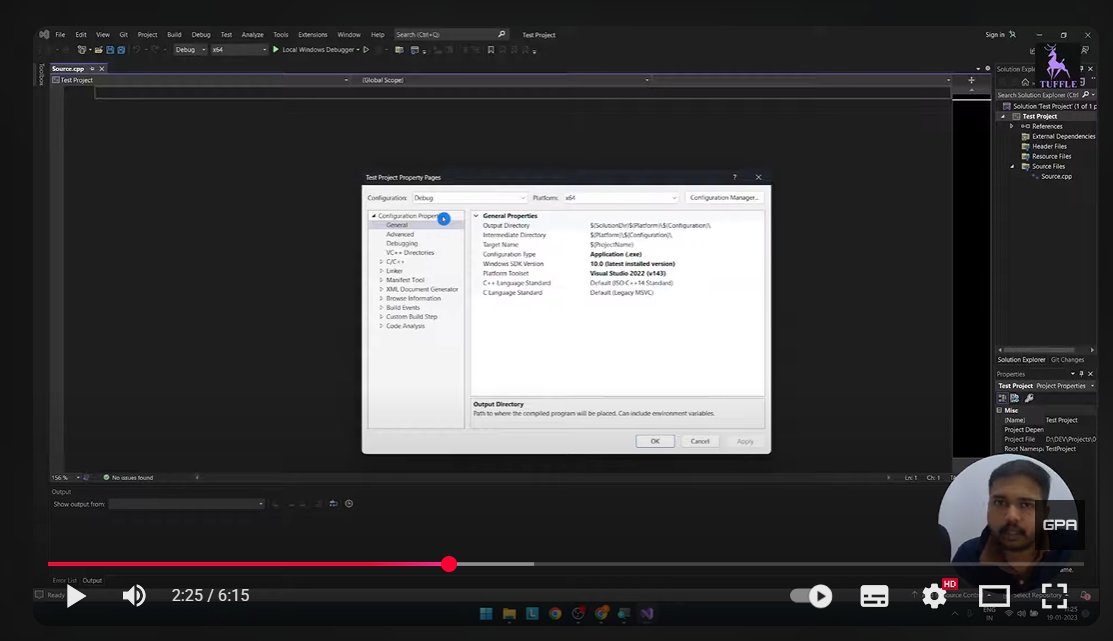 File Edit View Git Project Build Debug Test Analyze Tools Extensions Window Help Search (Ctrl+Q) Test Project Sign in
Debug x64 Local Windows Debugger
Toolbox
Source.cpp
Test Project (Global Scope)
TUFFLE
Solution Explo
Search Solution Explorer (Ctrl
Solution 'Test Project' (1 of 1 p
Test Project
References
External Dependencies
Header Files
Resource Files
Source Files
Source.cpp
Test Project Property Pages
Configuration: Debug Platform: x64 Configuration Manager...
Configuration Proper
General
Advanced
Debugging
VC++ Directories
C/C++
Linker
Manifest Tool
XML Document Generator
Browse Information
Build Events
Custom Build Step
Code Analysis
General Properties
Output Directory $(SolutionDir)$(Platform)\$(Configuration)\
Intermediate Directory $(Platform)\$(Configuration)\
Target Name $(ProjectName)
Configuration Type Application (.exe)
Windows SDK Version 10.0 (latest installed version)
Platform Toolset Visual Studio 2022 (v143)
C++ Language Standard Default (ISO C++14 Standard)
C Language Standard Default (Legacy MSVC)
Output Directory
Path to where the compiled program will be placed. Can include environment variables.
OK Cancel Apply
Solution Explorer Git Changes
Properties
Test Project Project Properties
Misc
(Name) Test Project
Project Depen
Project File D:\DEV\Projects\0
Root Namesp TestProject
156 % No issues found Ln: 1 Ch: 1
Output
Show output from:
GPA
Error List Output
Ready
2:25 / 6:15
HD
ENG
IN
11:25
19-01-2023